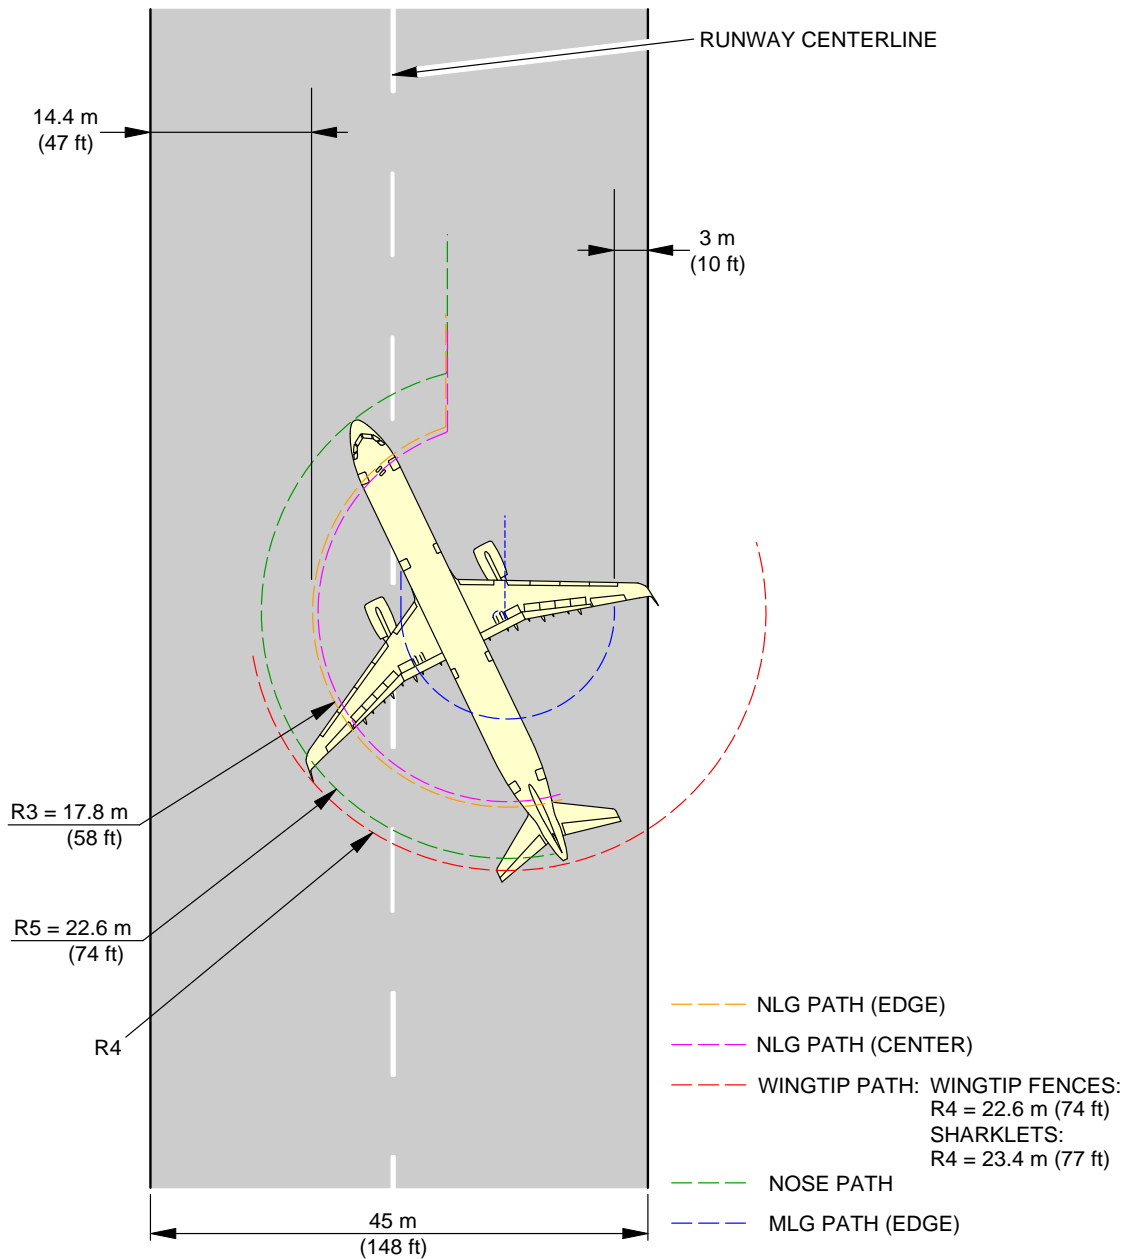 RUNWAY CENTERLINE
14.4 m
(47 ft)
3 m
(10 ft)
R3 = 17.8 m
(58 ft)
R5 = 22.6 m
(74 ft)
R4
NLG PATH (EDGE)
NLG PATH (CENTER)
WINGTIP PATH: WINGTIP FENCES:
R4 = 22.6 m (74 ft)
SHARKLETS:
R4 = 23.4 m (77 ft)
NOSE PATH
MLG PATH (EDGE)
45 m
(148 ft)